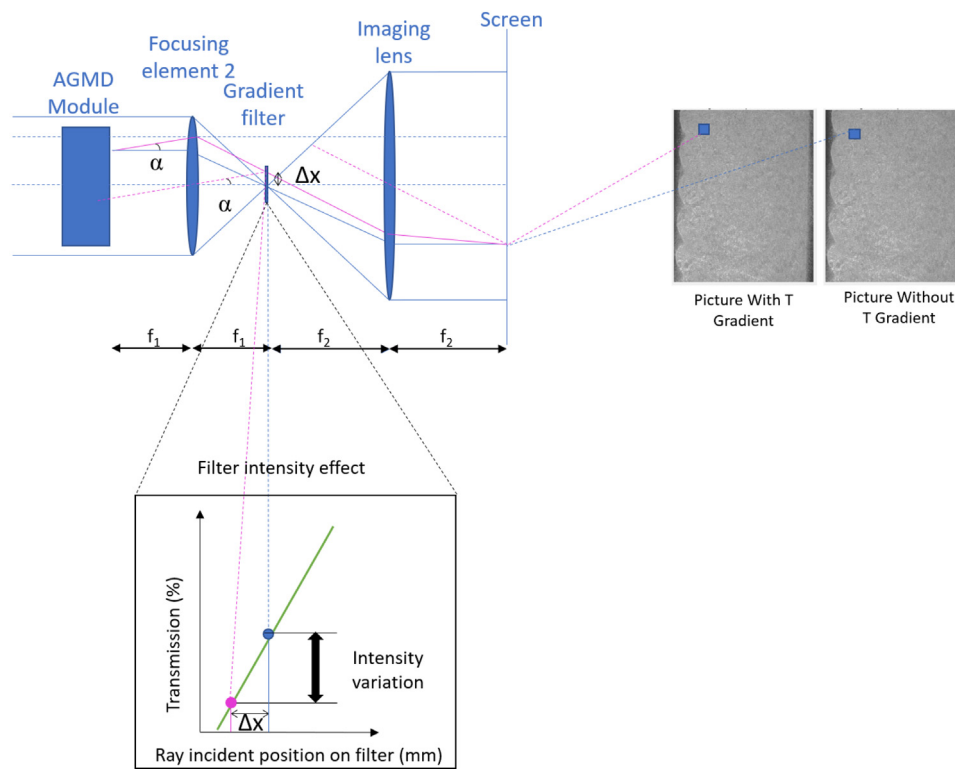 Screen
Imaging
lens
Focusing
element 2
Gradient
filter
AGMD
Module
α
α
Δx
Picture With T
Gradient
Picture Without
T Gradient
f1
f1
f2
f2
Filter intensity effect
Transmission (%)
Intensity
variation
Δx
Ray incident position on filter (mm)